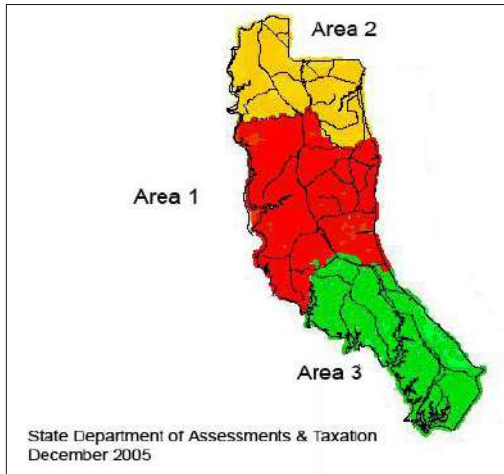 Area 2
Area 1
Area 3
State Department of Assessments & Taxation
December 2005